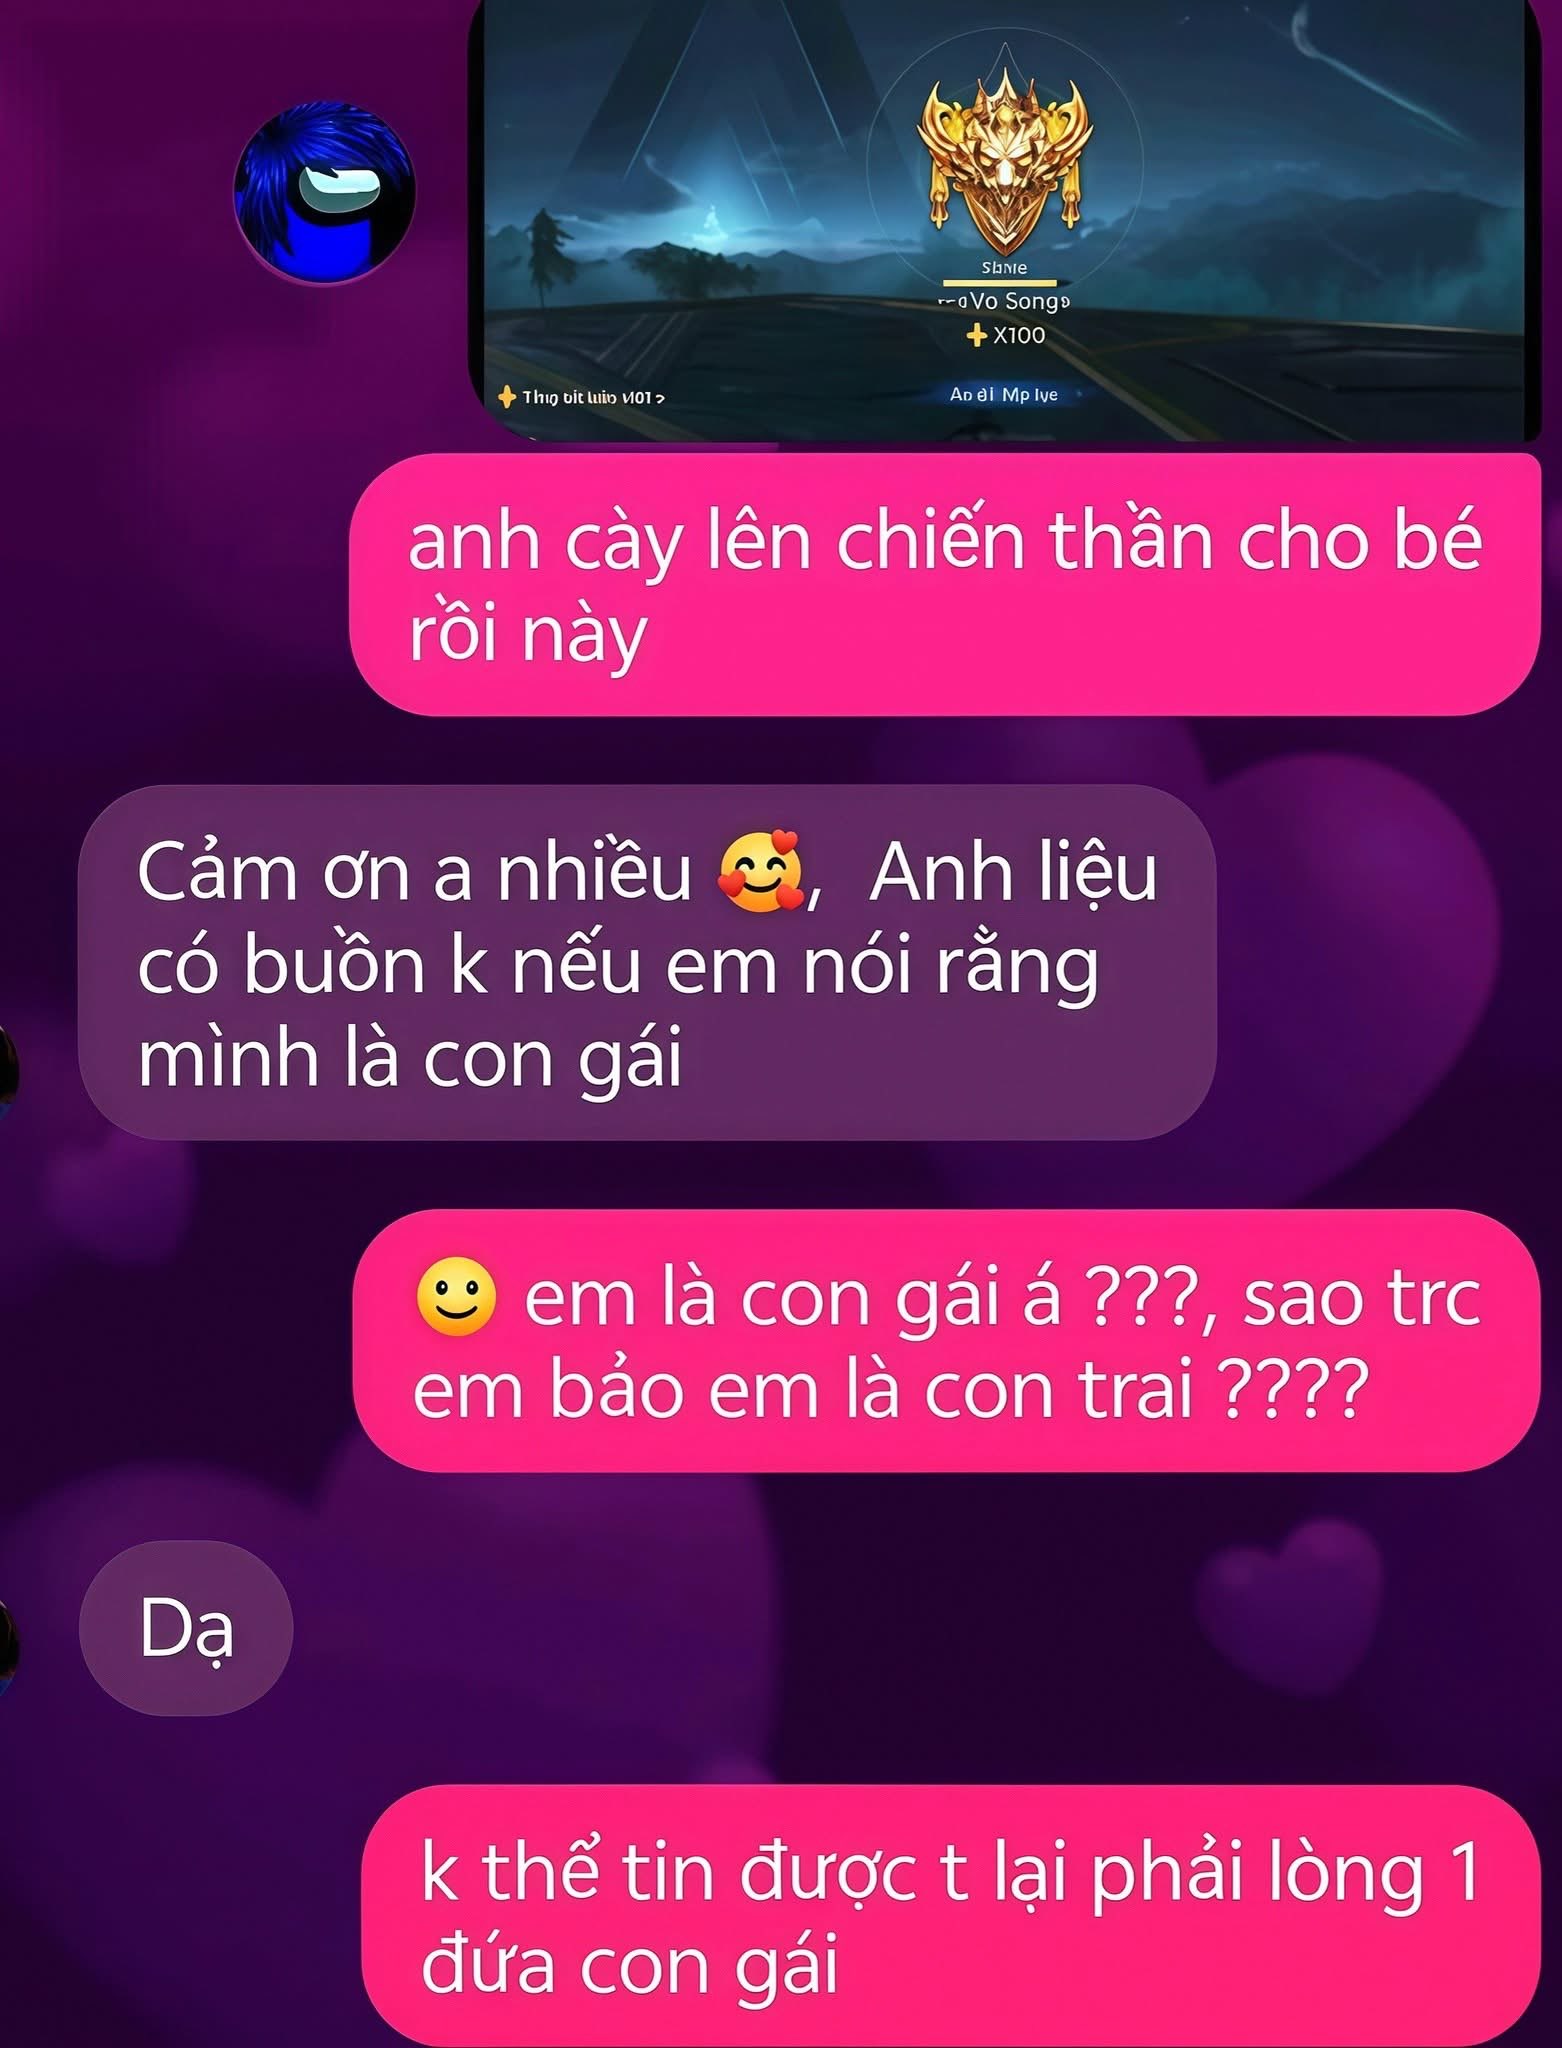 Vo Song
X100
anh cày lên chiến thần cho bé
rồi này
Cảm ơn a nhiều 🥰, Anh liệu
có buồn k nếu em nói rằng
mình là con gái
🙂 em là con gái á ???, sao trc
em bảo em là con trai ????
Dạ
k thể tin được t lại phải lòng 1
đứa con gái